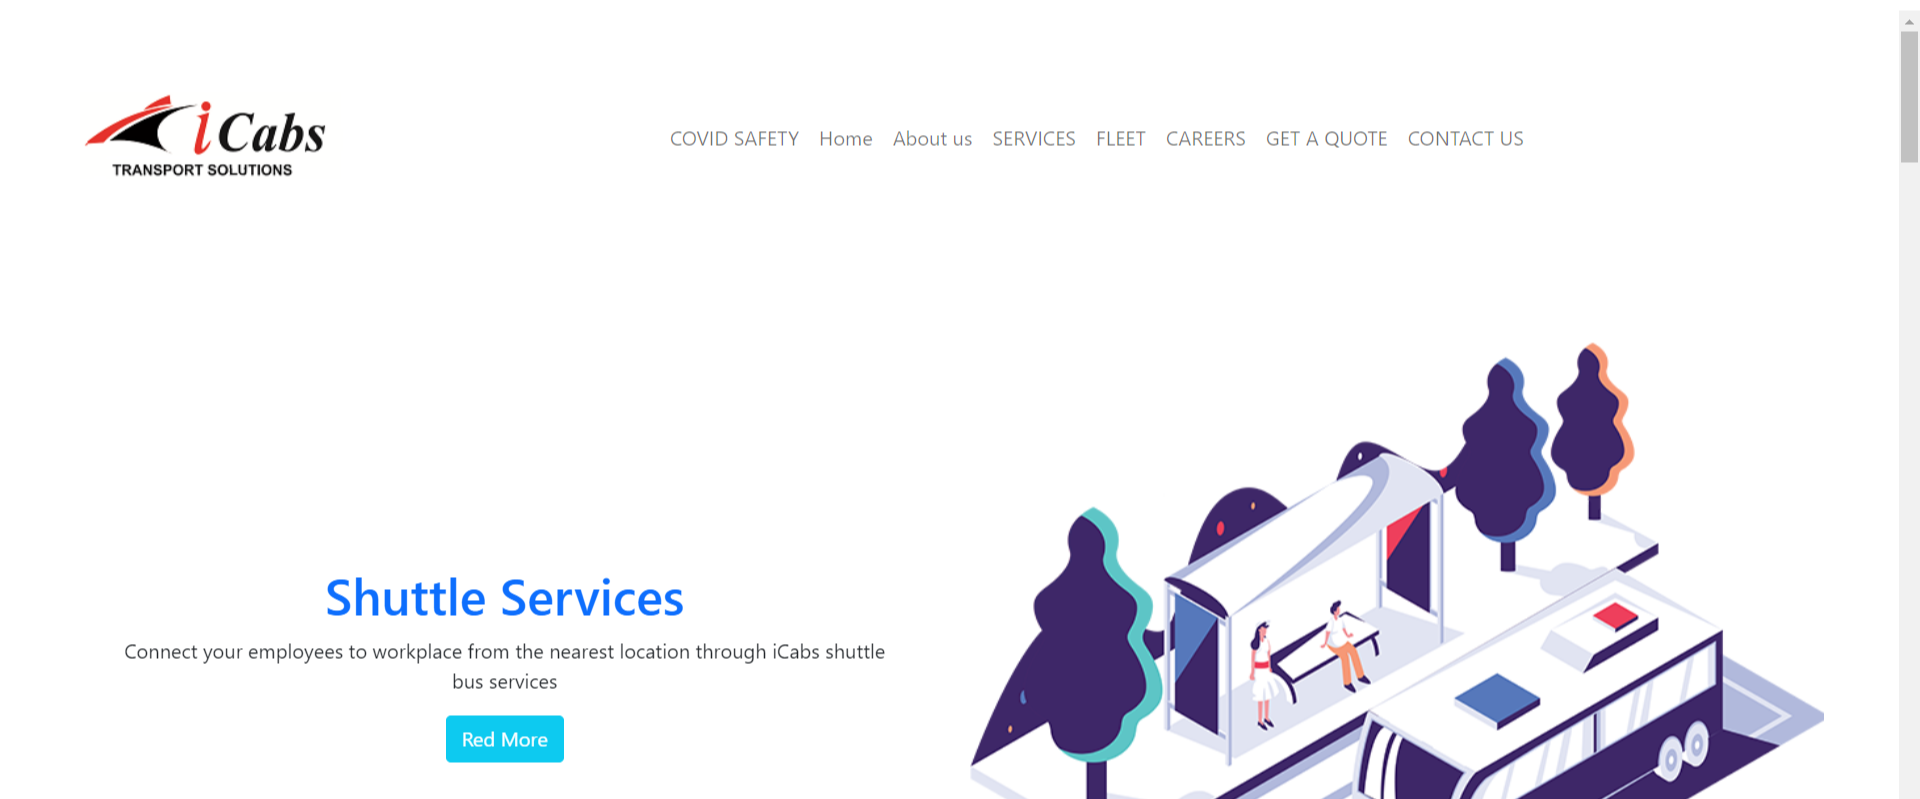 iCabs
TRANSPORT SOLUTIONS
COVID SAFETY Home About us SERVICES FLEET CAREERS GET A QUOTE CONTACT US
Shuttle Services
Connect your employees to workplace from the nearest location through iCabs shuttle
bus services
Red More